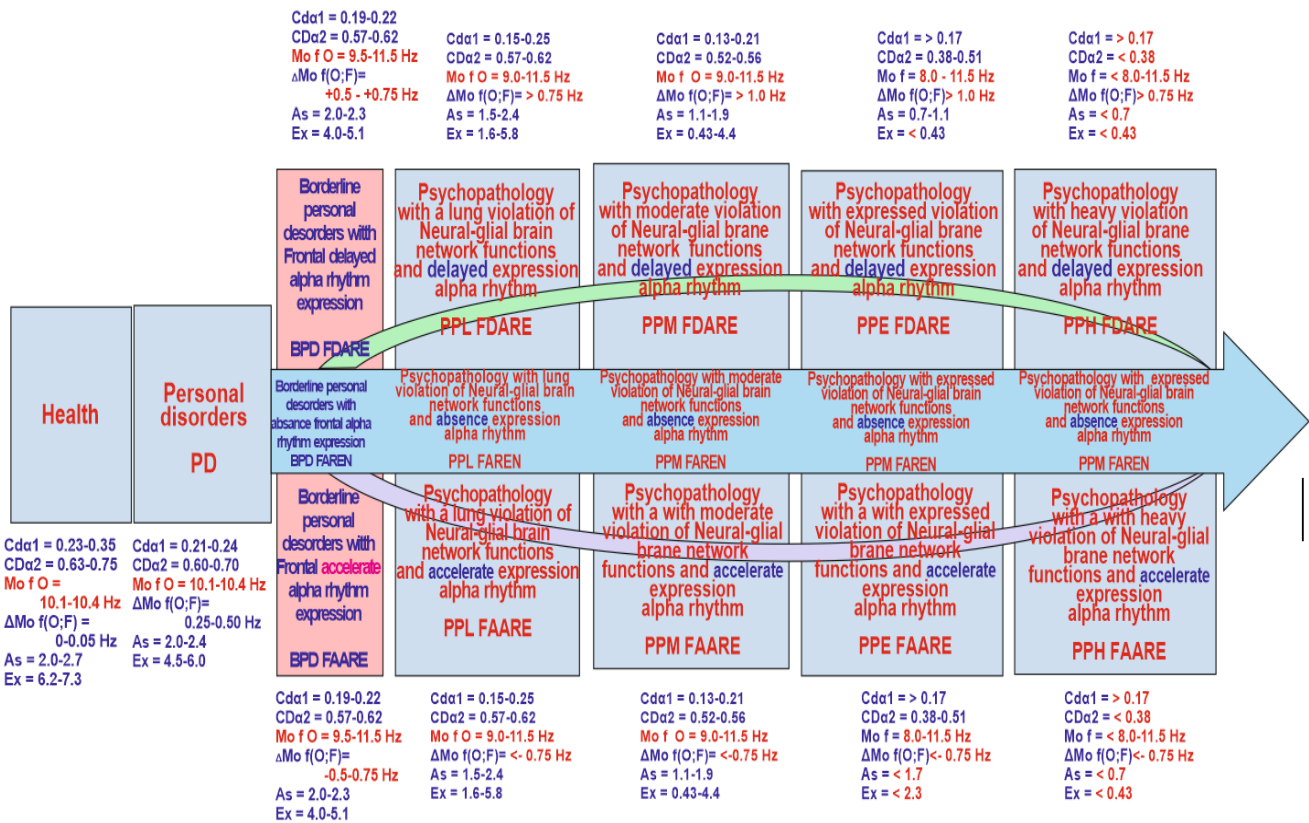 Cdα1 = 0.19-0.22
CDα2 = 0.57-0.62
Mo f O = 9.5-11.5 Hz
ΔMo f(O;F)=
+0.5 - +0.75 Hz
As = 2.0-2.3
Ex = 4.0-5.1
Cdα1 = 0.15-0.25
CDα2 = 0.57-0.62
Mo f O = 9.0-11.5 Hz
ΔMo f(O;F)= > 0.75 Hz
As = 1.5-2.4
Ex = 1.6-5.8
Cdα1 = 0.13-0.21
CDα2 = 0.52-0.56
Mo f O = 9.0-11.5 Hz
ΔMo f(O;F)= > 1.0 Hz
As = 1.1-1.9
Ex = 0.43-4.4
Cdα1 = > 0.17
CDα2 = 0.38-0.51
Mo f = 8.0 - 11.5 Hz
ΔMo f(O;F)> 1.0 Hz
As = 0.7-1.1
Ex = < 0.43
Cdα1 = > 0.17
CDα2 = < 0.38
Mo f = < 8.0-11.5 Hz
ΔMo f(O;F)> 0.75 Hz
As = < 0.7
Ex = < 0.43
Borderline
personal
desorders witth
Frontal delayed
alpha rhythm
expression
BPD FDARE
Psychopathology
with a lung violation of
Neural-glial brain
network functions
and delayed expression
alpha rhythm
PPL FDARE
Psychopathology
with moderate violation
of Neural-glial brane
network functions
and delayed expression
alpha rhythm
PPM FDARE
Psychopathology
with expressed violation
of Neural-glial brane
network functions
and delayed expression
alpha rhythm
PPE FDARE
Psychopathology
with heavy violation
of Neural-glial brane
network functions
and delayed expression
alpha rhythm
PPH FDARE
Health
Personal
disorders
PD
Borderline personal
desorders with
absance frontal alpha
rhythm expression
BPD FAREN
Psychopathology with lung
violation of Neural-glial brain
network functions
and absence expression
alpha rhythm
PPL FAREN
Psychopathology with moderate
violation of Neural-glial brain
network functions
and absence expression
alpha rhythm
PPM FAREN
Psychopathology with expressed
violation of Neural-glial brain
network functions
and absence expression
alpha rhythm
PPM FAREN
Psychopathology with expressed
violation of Neural-glial brain
network functions
and absence expression
alpha rhythm
PPM FAREN
Borderline
personal
desorders witth
Frontal accelerate
alpha rhythm
expression
BPD FAARE
Psychopathology
with a lung violation of
Neural-glial brain
network functions
and accelerate expression
alpha rhythm
PPL FAARE
Psychopathology
with a with moderate
violation of Neural-glial
brane network
functions and accelerate
expression
alpha rhythm
PPM FAARE
Psychopathology
with a with expressed
violation of Neural-glial
brane network
functions and accelerate
expression
alpha rhythm
PPE FAARE
Psychopathology
with a with heavy
violation of Neural-glial
brane network
functions and accelerate
expression
alpha rhythm
PPH FAARE
Cdα1 = 0.23-0.35
CDα2 = 0.63-0.75
Mo f O =
10.1-10.4 Hz
ΔMo f(O;F) =
0-0.05 Hz
As = 2.0-2.7
Ex = 6.2-7.3
Cdα1 = 0.21-0.24
CDα2 = 0.60-0.70
Mo f O = 10.1-10.4 Hz
ΔMo f(O;F)=
0.25-0.50 Hz
As = 2.0-2.4
Ex = 4.5-6.0
Cdα1 = 0.19-0.22
CDα2 = 0.57-0.62
Mo f O = 9.5-11.5 Hz
ΔMo f(O;F)=
-0.5-0.75 Hz
As = 2.0-2.3
Ex = 4.0-5.1
Cdα1 = 0.15-0.25
CDα2 = 0.57-0.62
Mo f O = 9.0-11.5 Hz
ΔMo f(O;F)= <- 0.75 Hz
As = 1.5-2.4
Ex = 1.6-5.8
Cdα1 = 0.13-0.21
CDα2 = 0.52-0.56
Mo f O = 9.0-11.5 Hz
ΔMo f(O;F)= <-0.75 Hz
As = 1.1-1.9
Ex = 0.43-4.4
Cdα1 = > 0.17
CDα2 = 0.38-0.51
Mo f = 8.0-11.5 Hz
ΔMo f(O;F)<- 0.75 Hz
As = < 1.7
Ex = < 2.3
Cdα1 = > 0.17
CDα2 = < 0.38
Mo f = < 8.0-11.5 Hz
ΔMo f(O;F)<- 0.75 Hz
As = < 0.7
Ex = < 0.43